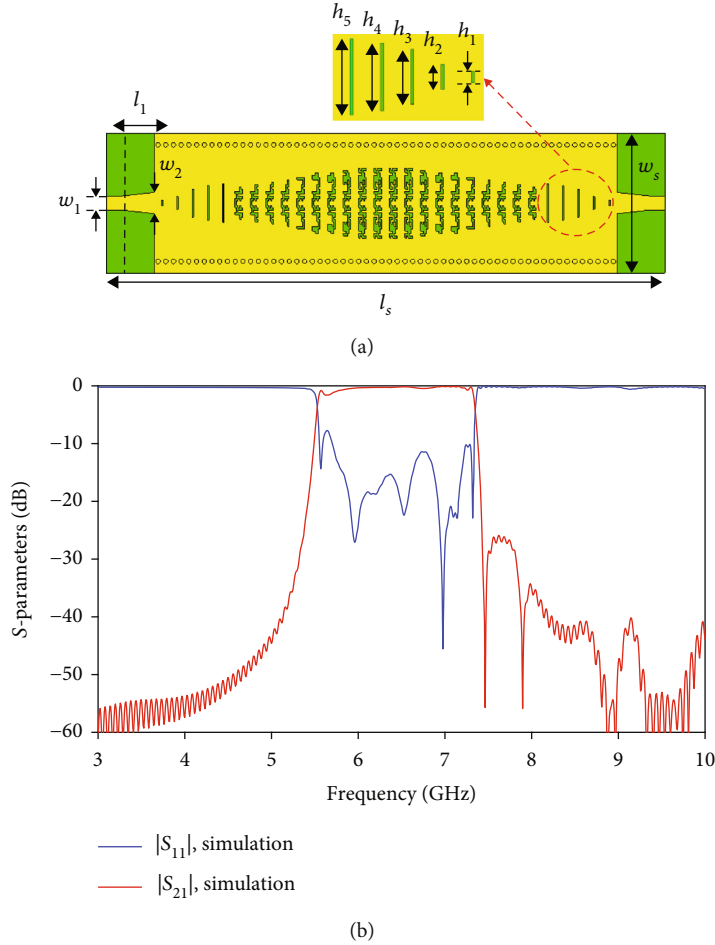 h5 h4 h3 h2 h1
l1
w2
w1
ws
ls
(a)
0
−10
−20
−30
−40
−50
−60
S-parameters (dB)
3 4 5 6 7 8 9 10
Frequency (GHz)
|S11|, simulation
|S21|, simulation
(b)